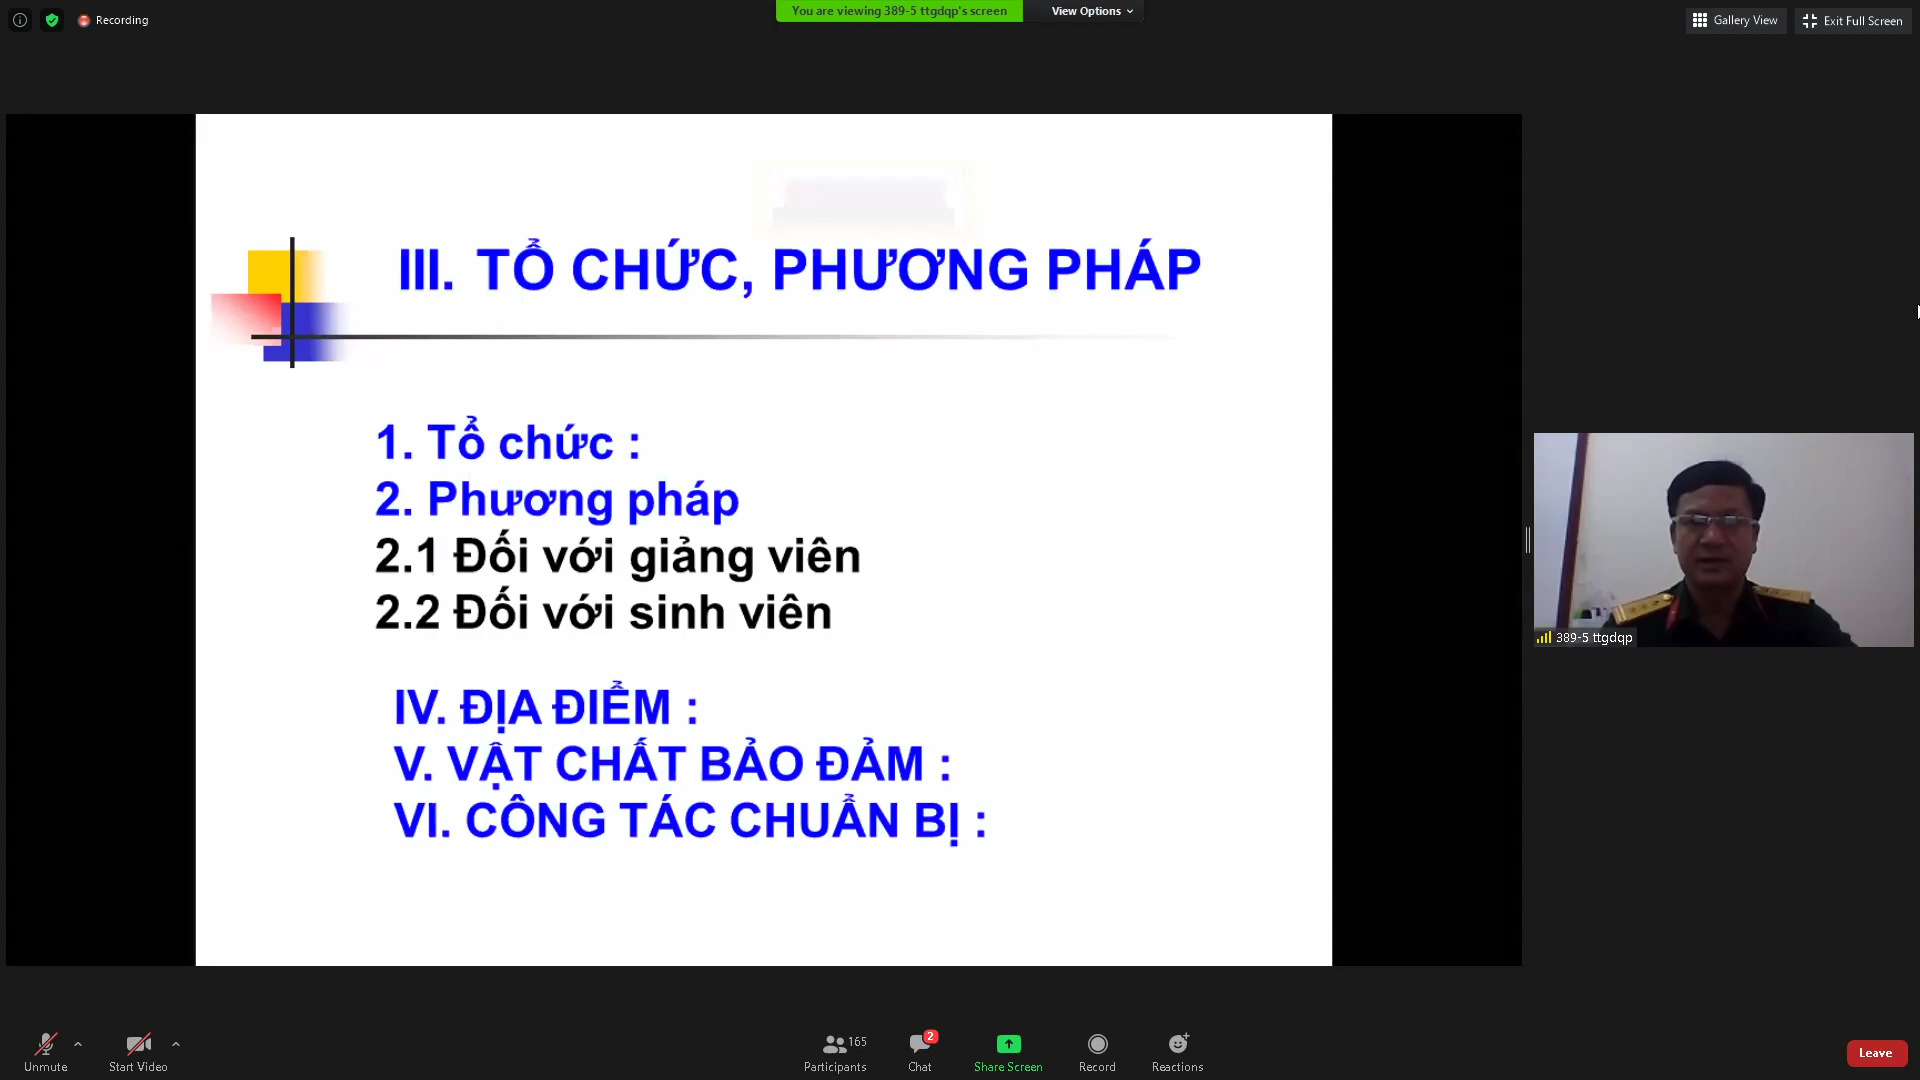 Recording
You are viewing 389-5 ttgdqp's screen
View Options
Gallery View
Exit Full Screen
III. TỔ CHỨC, PHƯƠNG PHÁP
1. Tổ chức :
2. Phương pháp
2.1 Đối với giảng viên
2.2 Đối với sinh viên
IV. ĐỊA ĐIỂM :
V. VẬT CHẤT BẢO ĐẢM :
VI. CÔNG TÁC CHUẨN BỊ :
389-5 ttgdqp
Unmute
Start Video
165
Participants
2
Chat
Share Screen
Record
Reactions
Leave